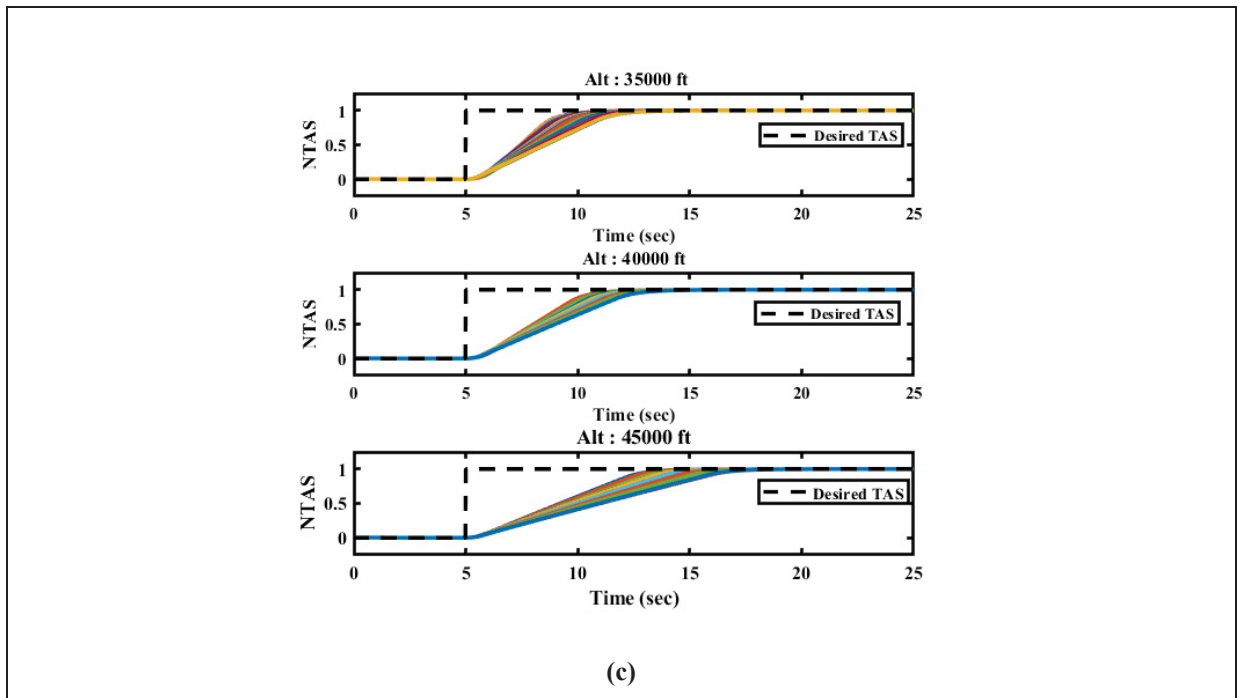 Alt : 35000 ft
1
0.5
0
NTAS
Desired TAS
0 5 10 15 20 25
Time (sec)
Alt : 40000 ft
1
0.5
0
NTAS
Desired TAS
0 5 10 15 20 25
Time (sec)
Alt : 45000 ft
1
0.5
0
NTAS
Desired TAS
0 5 10 15 20 25
Time (sec)
(c)